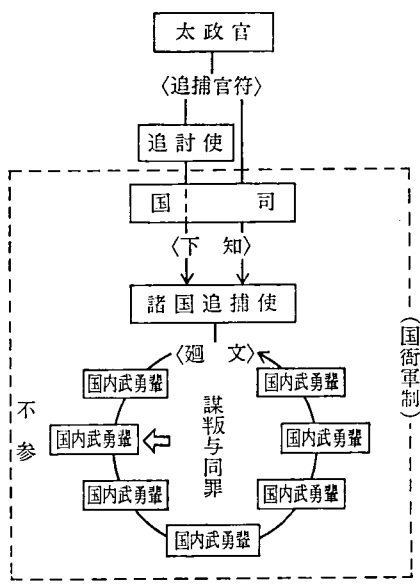 太政官
〈追捕官符〉
追討使
国司
〈下知〉
諸国追捕使
〈廻文〉
国内武勇輩
国内武勇輩
不参
国内武勇輩
謀叛与同罪
国内武勇輩
国内武勇輩
国内武勇輩
国内武勇輩
(国衙軍制)